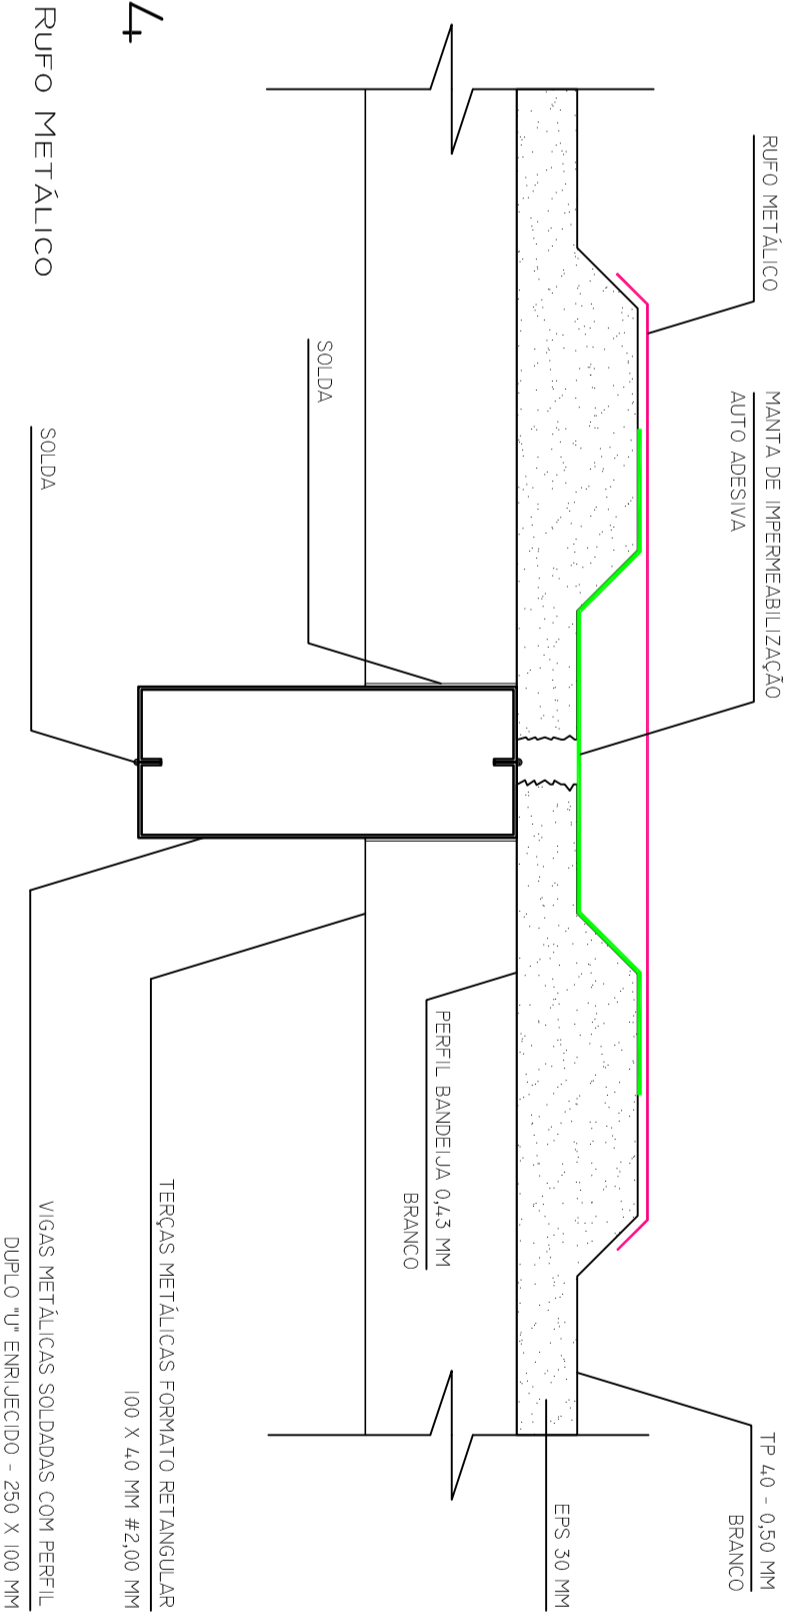 RUFO METÁLICO
MANTA DE IMPERMEABILIZAÇÃO
AUTO ADESIVA
TP 40 - 0,50 MM
BRANCO
EPS 30 MM
PERFIL BANDEIJA 0,43 MM
BRANCO
SOLDA
TERÇAS METÁLICAS FORMATO RETANGULAR
100 X 40 MM #2,00 MM
SOLDA
VIGAS METÁLICAS SOLDADAS COM PERFIL
DUPLO "U" ENRIJECIDO - 250 X 100 MM
4
RUFO METÁLICO